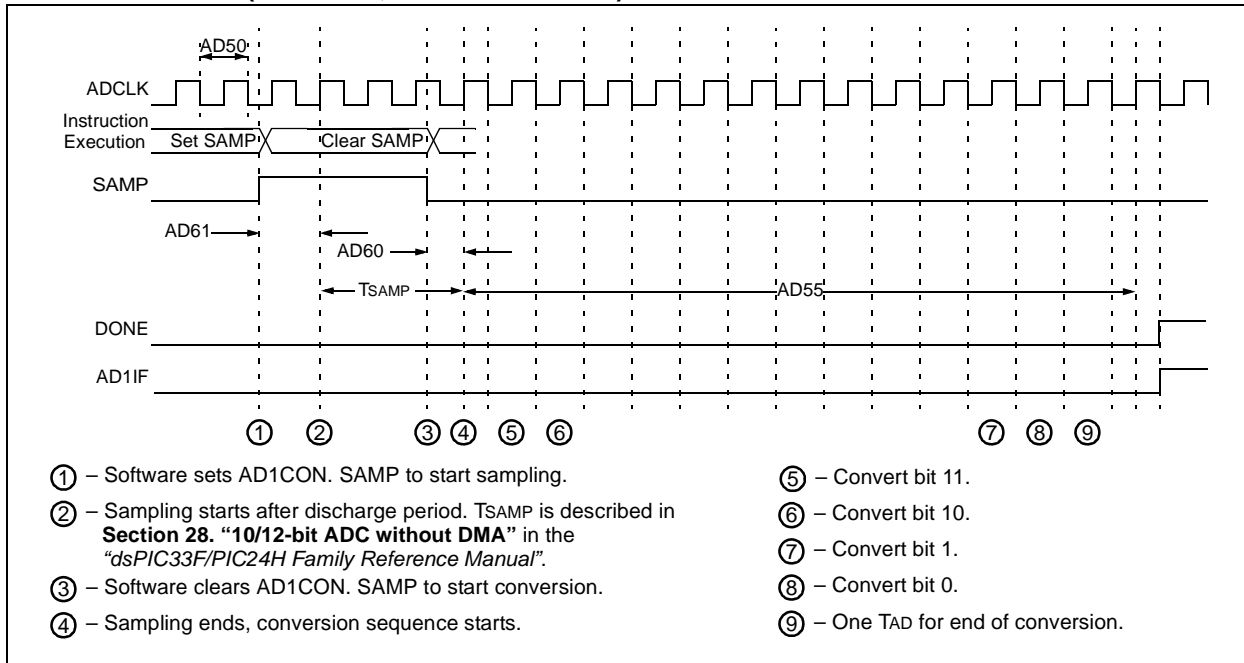 AD50
ADCLK
Instruction
Execution
Set SAMP
Clear SAMP
SAMP
AD61
AD60
TSAMP
AD55
DONE
AD1IF
1 2 3 4 5 6 7 8 9
1 – Software sets AD1CON. SAMP to start sampling.
2 – Sampling starts after discharge period. TSAMP is described in
Section 28. “10/12-bit ADC without DMA” in the
“dsPIC33F/PIC24H Family Reference Manual”.
3 – Software clears AD1CON. SAMP to start conversion.
4 – Sampling ends, conversion sequence starts.
5 – Convert bit 11.
6 – Convert bit 10.
7 – Convert bit 1.
8 – Convert bit 0.
9 – One TAD for end of conversion.